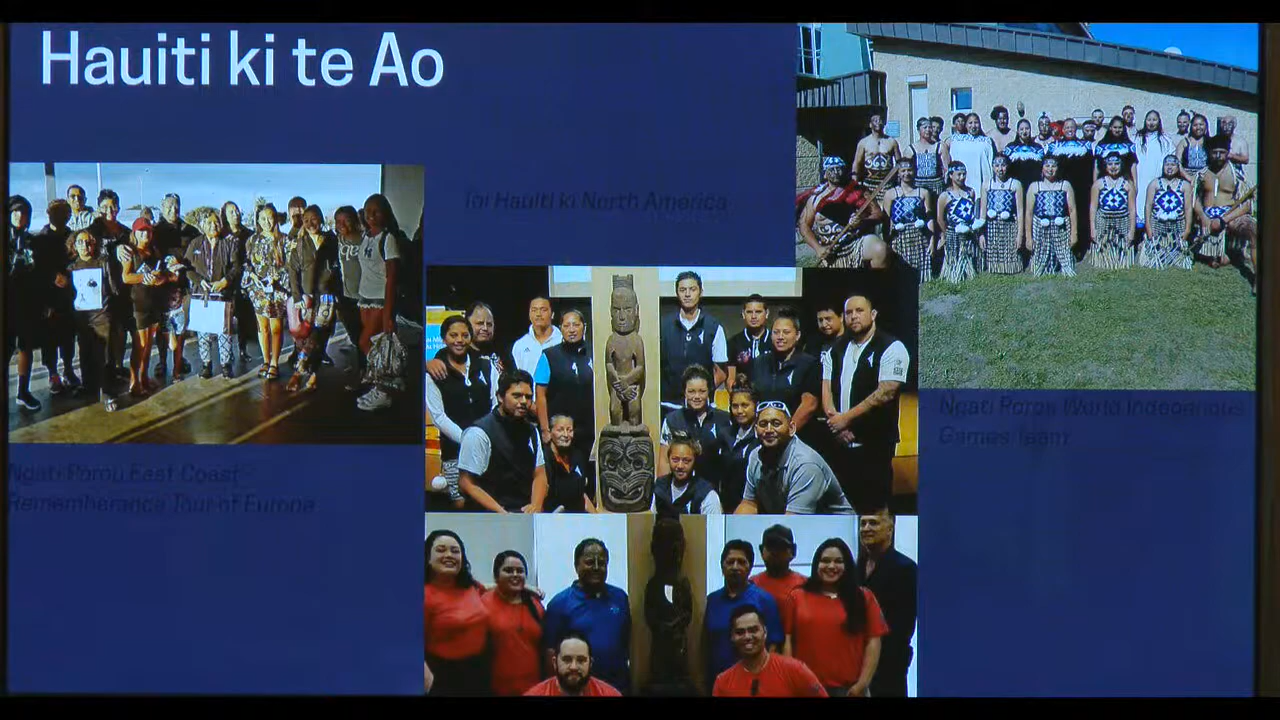 Hauiti ki te Ao
Toi Hauiti ki North America
Ngati Porou World Indeginous
Games Team
Ngati Porou East Coast
Rememberance Tour of Europe